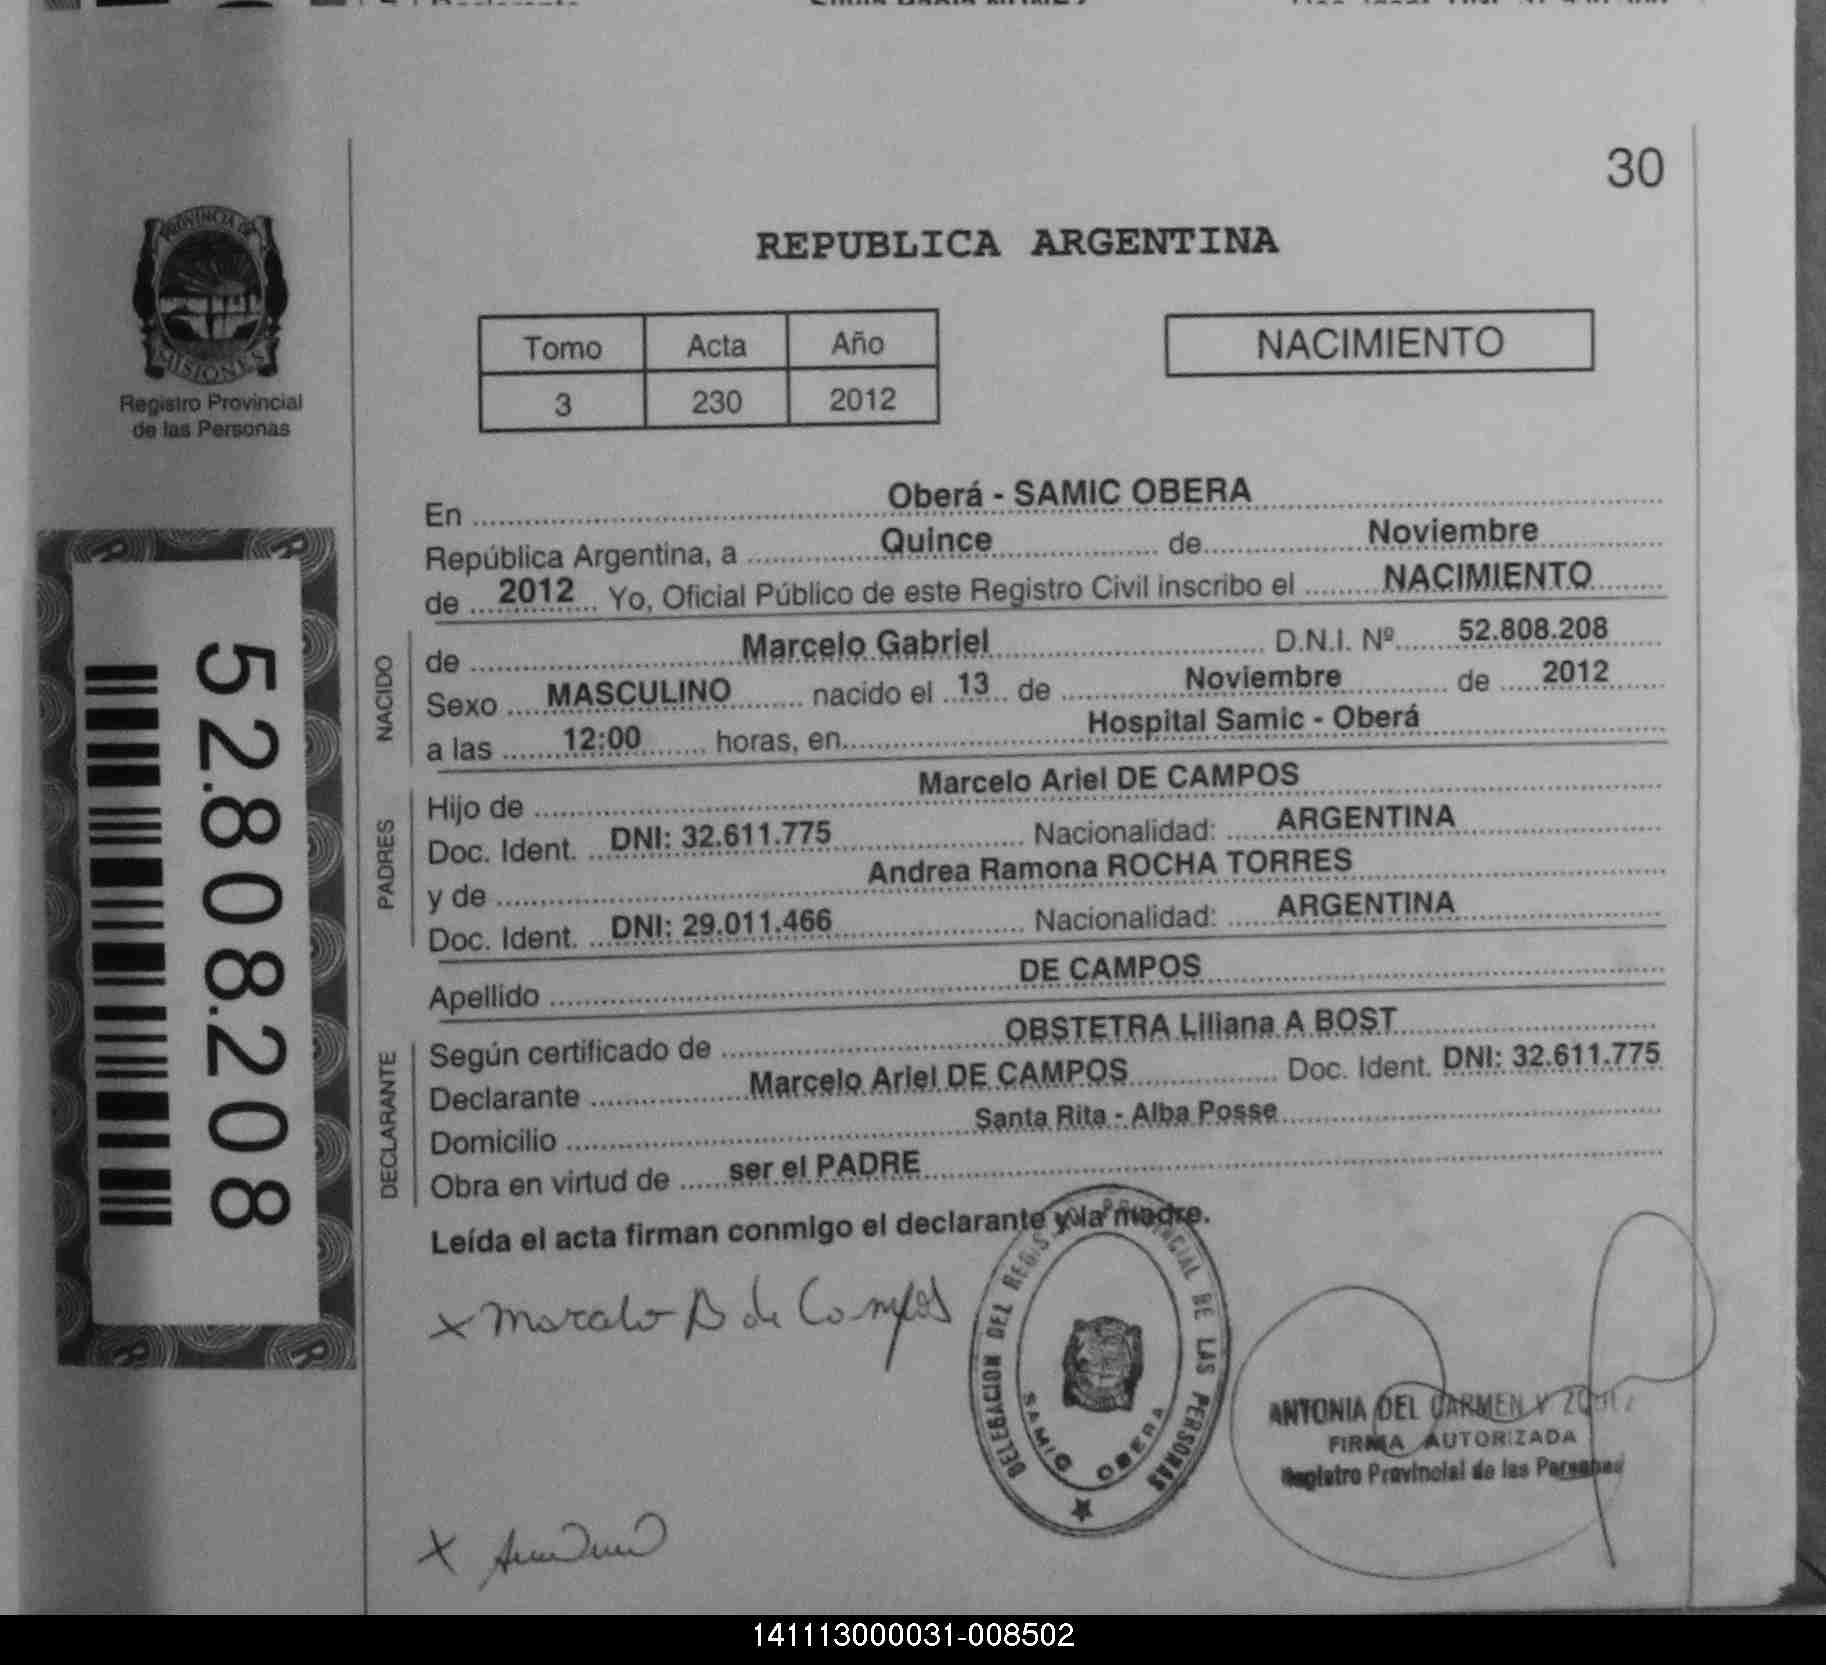 30
PROVINCIA DE
MISIONES
Registro Provincial
de las Personas
REPUBLICA ARGENTINA
Tomo Acta Año
3 230 2012
NACIMIENTO
En Oberá - SAMIC OBERA
República Argentina, a Quince de Noviembre
de 2012 Yo, Oficial Público de este Registro Civil inscribo el NACIMIENTO
NACIDO
de Marcelo Gabriel D.N.I. Nº 52.808.208
Sexo MASCULINO nacido el 13 de Noviembre de 2012
a las 12:00 horas, en Hospital Samic - Oberá
PADRES
Hijo de Marcelo Ariel DE CAMPOS
Doc. Ident. DNI: 32.611.775 Nacionalidad: ARGENTINA
y de Andrea Ramona ROCHA TORRES
Doc. Ident. DNI: 29.011.466 Nacionalidad: ARGENTINA
Apellido DE CAMPOS
DECLARANTE
Según certificado de OBSTETRA Liliana A BOST
Declarante Marcelo Ariel DE CAMPOS Doc. Ident. DNI: 32.611.775
Domicilio Santa Rita - Alba Posse
Obra en virtud de ser el PADRE
Leída el acta firman conmigo el declarante y la madre.
52.808.208
x Marcelo A de Campos
DELEGACION DEL REGISTRO PROVINCIAL DE LAS PERSONAS
SAMIC OBERA
ANTONIA DEL CARMEN V
FIRMA AUTORIZADA
Registro Provincial de las Personas
x
141113000031-008502